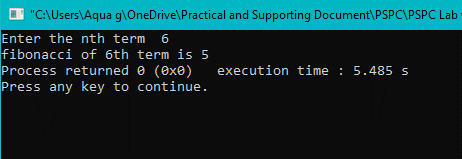 "C:\Users\Aqua g\OneDrive\Practical and Supporting Document\PSPC\PSPC Lab
Enter the nth term  6
fibonacci of 6th term is 5
Process returned 0 (0x0)   execution time : 5.485 s
Press any key to continue.